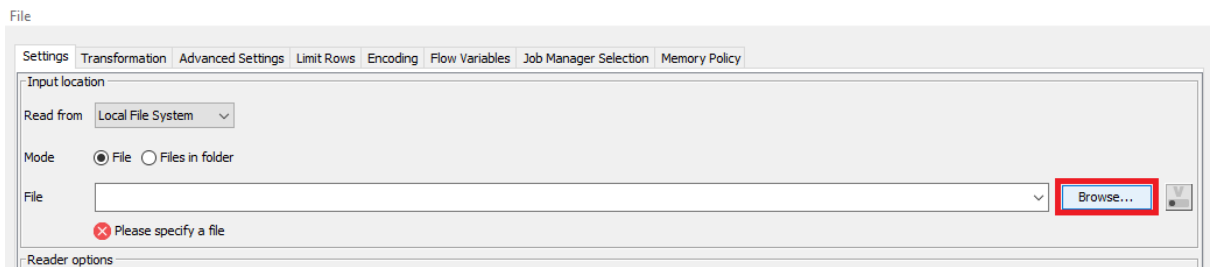 File
Settings Transformation Advanced Settings Limit Rows Encoding Flow Variables Job Manager Selection Memory Policy
Input location
Read from Local File System
Mode File Files in folder
File Browse... V
Please specify a file
Reader options